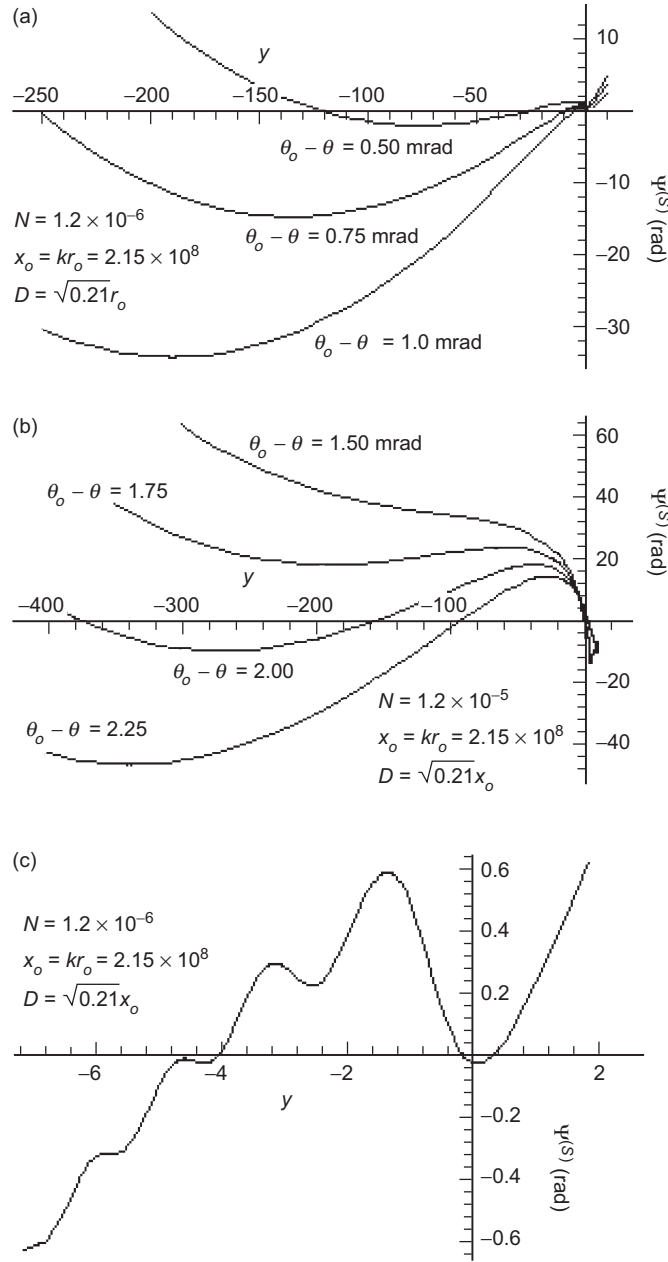 (a)
y
10
−250
−200
−150
−100
−50
θo − θ = 0.50 mrad
−10
Ψ(S) (rad)
N = 1.2 × 10−6
θo − θ = 0.75 mrad
xo = kro = 2.15 × 10⁸
−20
D = √0.21ro
−30
θo − θ = 1.0 mrad
(b)
θo − θ = 1.50 mrad
60
θo − θ = 1.75
40
Ψ(S) (rad)
20
y
−400
−300
−200
−100
θo − θ = 2.00
−20
N = 1.2 × 10−5
θo − θ = 2.25
xo = kro = 2.15 × 10⁸
−40
D = √0.21xo
(c)
0.6
N = 1.2 × 10−6
0.4
xo = kro = 2.15 × 10⁸
D = √0.21xo
0.2
−6
−4
−2
2
y
−0.2
Ψ(S) (rad)
−0.4
−0.6